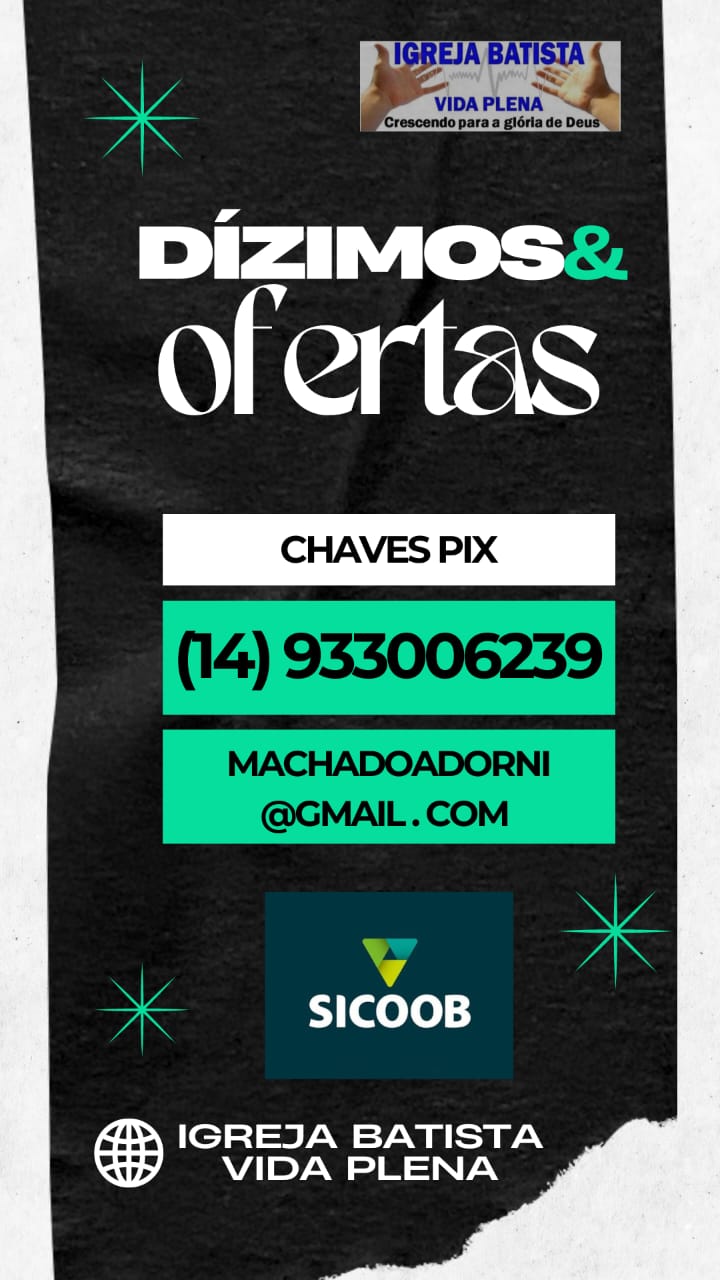 IGREJA BATISTA
VIDA PLENA
Crescendo para a glória de Deus
DÍZIMOS&
ofertas
CHAVES PIX
(14) 933006239
MACHADOADORNI
@GMAIL . COM
SICOOB
IGREJA BATISTA
VIDA PLENA